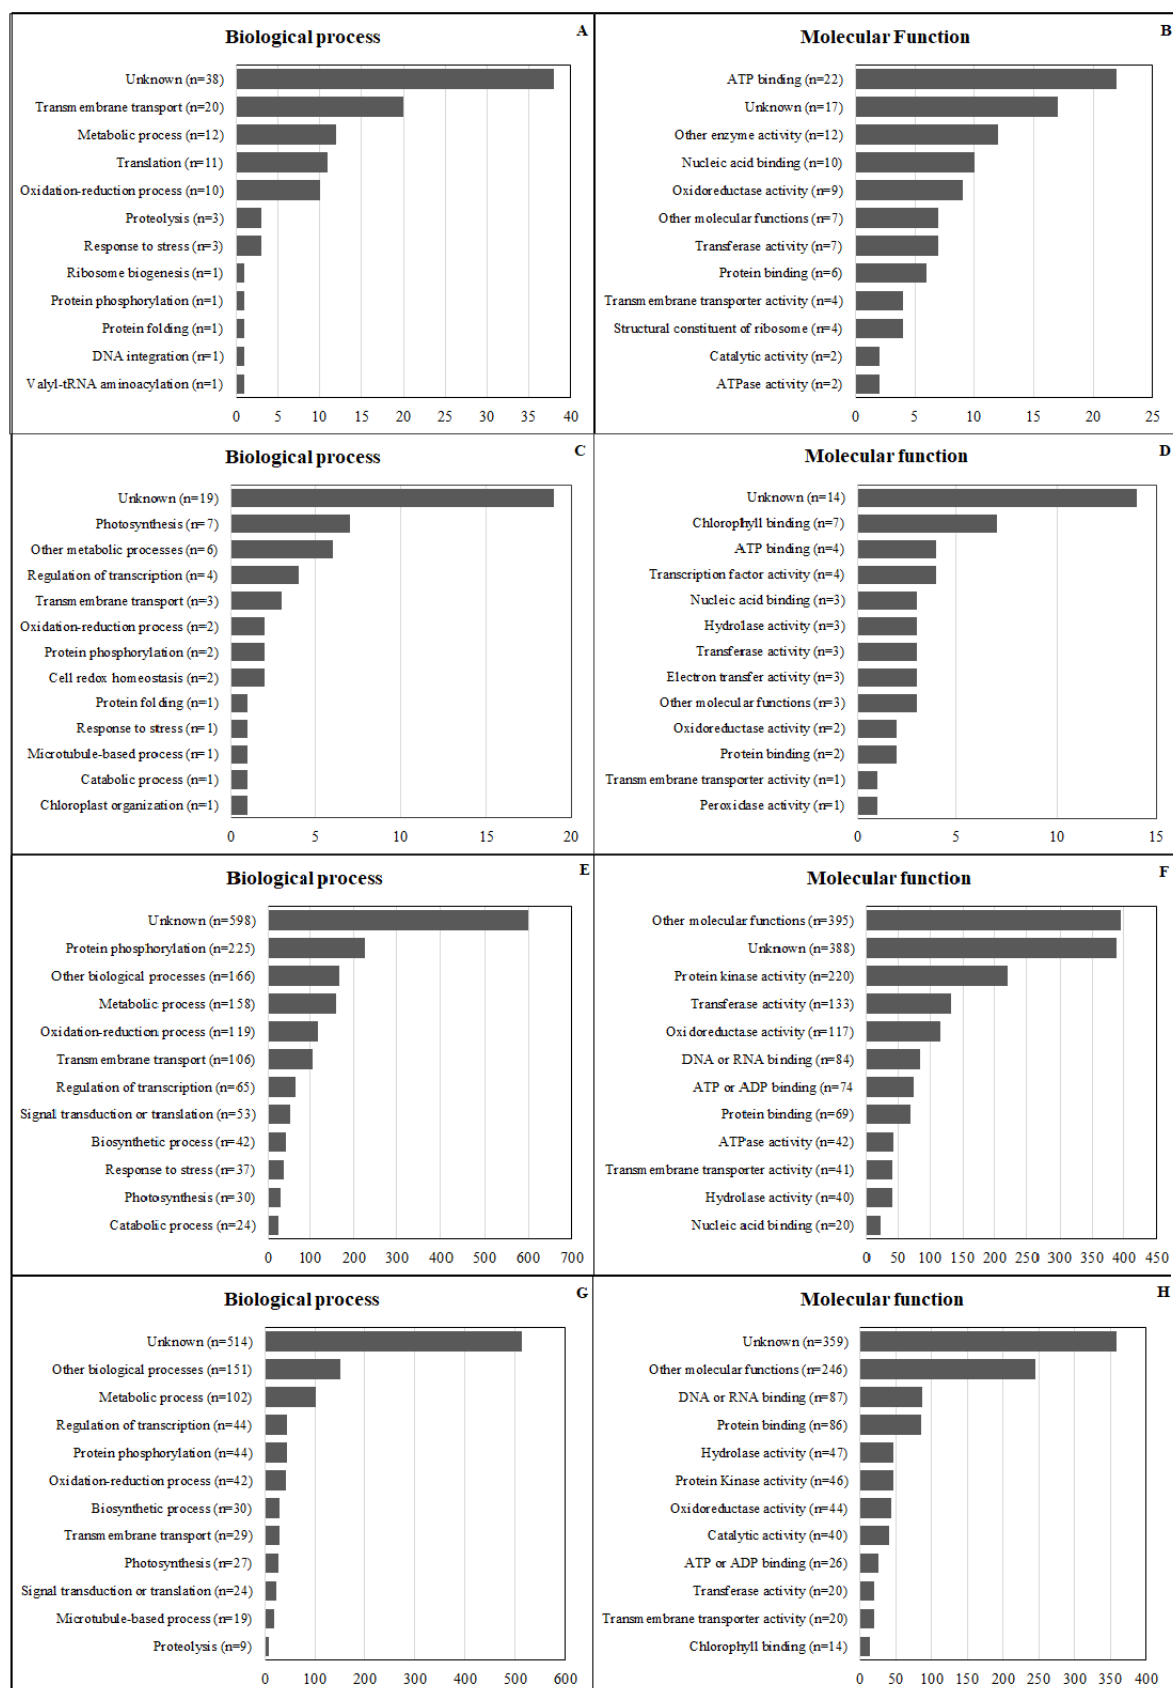 Biological process
A
Unknown (n=38)
Transmembrane transport (n=20)
Metabolic process (n=12)
Translation (n=11)
Oxidation-reduction process (n=10)
Proteolysis (n=3)
Response to stress (n=3)
Ribosome biogenesis (n=1)
Protein phosphorylation (n=1)
Protein folding (n=1)
DNA integration (n=1)
Valyl-tRNA aminoacylation (n=1)
0 5 10 15 20 25 30 35 40
Molecular Function
B
ATP binding (n=22)
Unknown (n=17)
Other enzyme activity (n=12)
Nucleic acid binding (n=10)
Oxidoreductase activity (n=9)
Other molecular functions (n=7)
Transferase activity (n=7)
Protein binding (n=6)
Transmembrane transporter activity (n=4)
Structural constituent of ribosome (n=4)
Catalytic activity (n=2)
ATPase activity (n=2)
0 5 10 15 20 25
Biological process
C
Unknown (n=19)
Photosynthesis (n=7)
Other metabolic processes (n=6)
Regulation of transcription (n=4)
Transmembrane transport (n=3)
Oxidation-reduction process (n=2)
Protein phosphorylation (n=2)
Cell redox homeostasis (n=2)
Protein folding (n=1)
Response to stress (n=1)
Microtubule-based process (n=1)
Catabolic process (n=1)
Chloroplast organization (n=1)
0 5 10 15 20
Molecular function
D
Unknown (n=14)
Chlorophyll binding (n=7)
ATP binding (n=4)
Transcription factor activity (n=4)
Nucleic acid binding (n=3)
Hydrolase activity (n=3)
Transferase activity (n=3)
Electron transfer activity (n=3)
Other molecular functions (n=3)
Oxidoreductase activity (n=2)
Protein binding (n=2)
Transmembrane transporter activity (n=1)
Peroxidase activity (n=1)
0 5 10 15
Biological process
E
Unknown (n=598)
Protein phosphorylation (n=225)
Other biological processes (n=166)
Metabolic process (n=158)
Oxidation-reduction process (n=119)
Transmembrane transport (n=106)
Regulation of transcription (n=65)
Signal transduction or translation (n=53)
Biosynthetic process (n=42)
Response to stress (n=37)
Photosynthesis (n=30)
Catabolic process (n=24)
0 100 200 300 400 500 600 700
Molecular function
F
Other molecular functions (n=395)
Unknown (n=388)
Protein kinase activity (n=220)
Transferase activity (n=133)
Oxidoreductase activity (n=117)
DNA or RNA binding (n=84)
ATP or ADP binding (n=74
Protein binding (n=69)
ATPase activity (n=42)
Transmembrane transporter activity (n=41)
Hydrolase activity (n=40)
Nucleic acid binding (n=20)
0 50 100 150 200 250 300 350 400 450
Biological process
G
Unknown (n=514)
Other biological processes (n=151)
Metabolic process (n=102)
Regulation of transcription (n=44)
Protein phosphorylation (n=44)
Oxidation-reduction process (n=42)
Biosynthetic process (n=30)
Transmembrane transport (n=29)
Photosynthesis (n=27)
Signal transduction or translation (n=24)
Microtubule-based process (n=19)
Proteolysis (n=9)
0 100 200 300 400 500 600
Molecular function
H
Unknown (n=359)
Other molecular functions (n=246)
DNA or RNA binding (n=87)
Protein binding (n=86)
Hydrolase activity (n=47)
Protein Kinase activity (n=46)
Oxidoreductase activity (n=44)
Catalytic activity (n=40)
ATP or ADP binding (n=26)
Transferase activity (n=20)
Transmembrane transporter activity (n=20)
Chlorophyll binding (n=14)
0 50 100 150 200 250 300 350 400